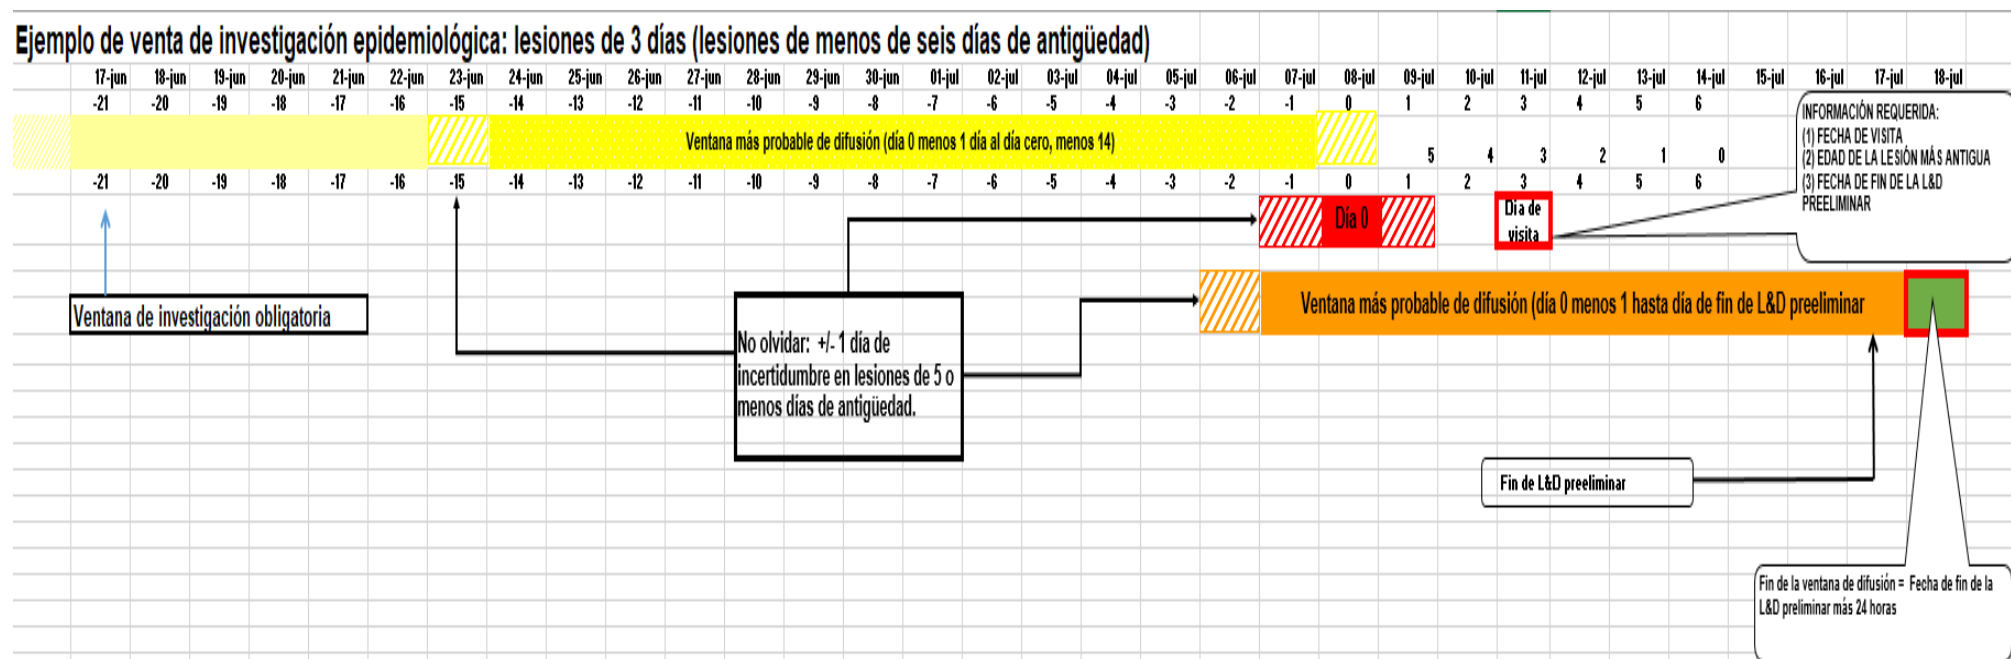 Ejemplo de venta de investigación epidemiológica: lesiones de 3 días (lesiones de menos de seis días de antigüedad)
17-jun 18-jun 19-jun 20-jun 21-jun 22-jun 23-jun 24-jun 25-jun 26-jun 27-jun 28-jun 29-jun 30-jun 01-jul 02-jul 03-jul 04-jul 05-jul 06-jul 07-jul 08-jul 09-jul 10-jul 11-jul 12-jul 13-jul 14-jul 15-jul 16-jul 17-jul 18-jul
-21 -20 -19 -18 -17 -16 -15 -14 -13 -12 -11 -10 -9 -8 -7 -6 -5 -4 -3 -2 -1 0 1 2 3 4 5 6
Ventana más probable de difusión (día 0 menos 1 día al día cero, menos 14)
5 4 3 2 1 0
-21 -20 -19 -18 -17 -16 -15 -14 -13 -12 -11 -10 -9 -8 -7 -6 -5 -4 -3 -2 -1 0 1 2 3 4 5 6
INFORMACIÓN REQUERIDA:
(1) FECHA DE VISITA
(2) EDAD DE LA LESIÓN MÁS ANTIGUA
(3) FECHA DE FIN DE LA L&D
PREELIMINAR
Día 0
Dia de
visita
Ventana de investigación obligatoria
Ventana más probable de difusión (día 0 menos 1 hasta día de fin de L&D preeliminar
No olvidar: +/- 1 día de
incertidumbre en lesiones de 5 o
menos días de antigüedad.
Fin de L&D preeliminar
Fin de la ventana de difusión = Fecha de fin de la
L&D preliminar más 24 horas